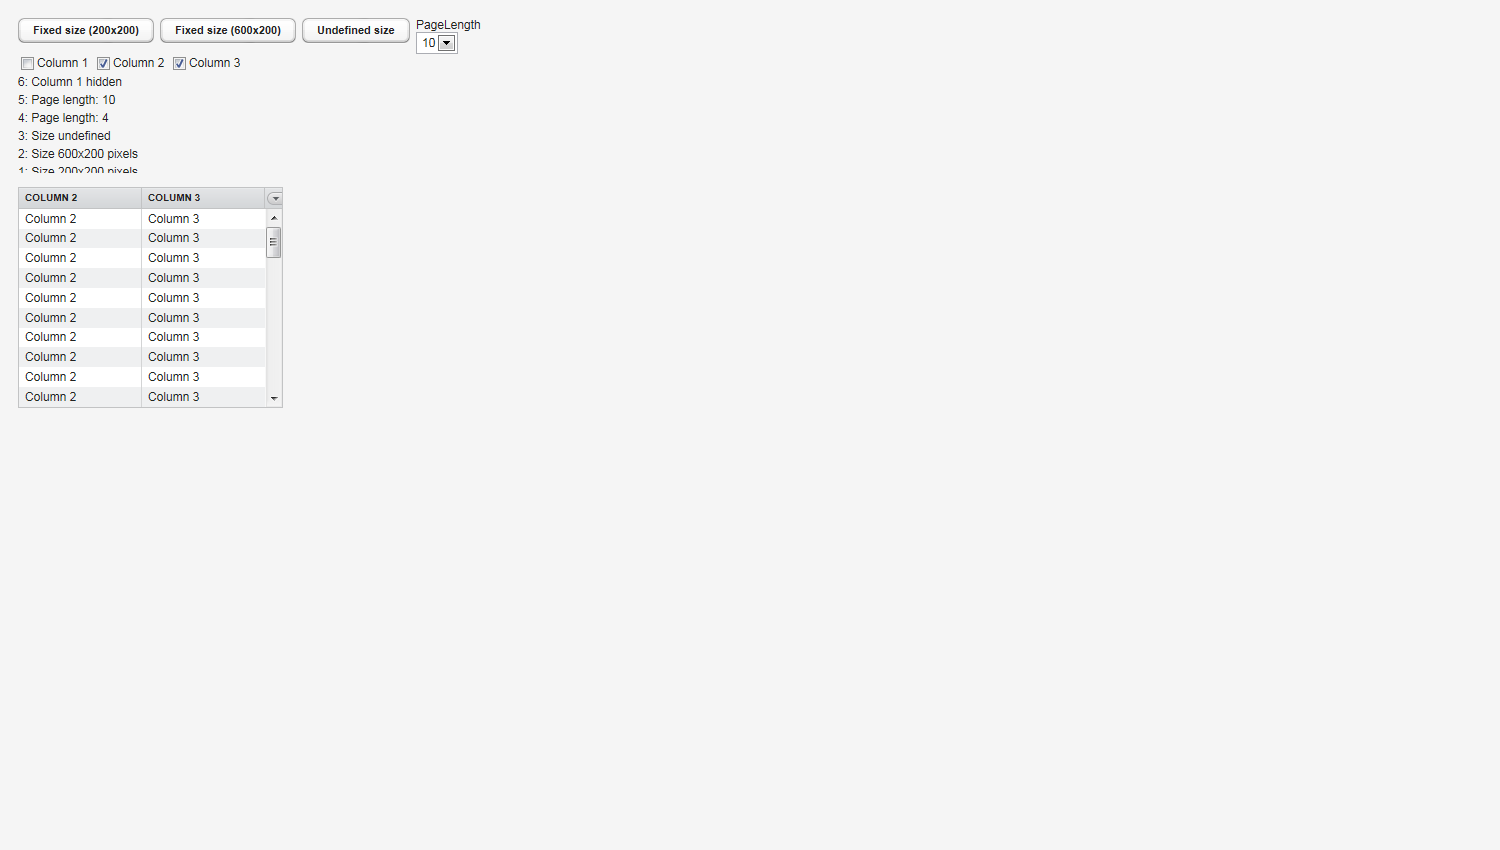 Fixed size (200x200) Fixed size (600x200) Undefined size PageLength
10
Column 1 Column 2 Column 3
6: Column 1 hidden
5: Page length: 10
4: Page length: 4
3: Size undefined
2: Size 600x200 pixels
1: Size 200x200 pixels
COLUMN 2 COLUMN 3
Column 2 Column 3
Column 2 Column 3
Column 2 Column 3
Column 2 Column 3
Column 2 Column 3
Column 2 Column 3
Column 2 Column 3
Column 2 Column 3
Column 2 Column 3
Column 2 Column 3